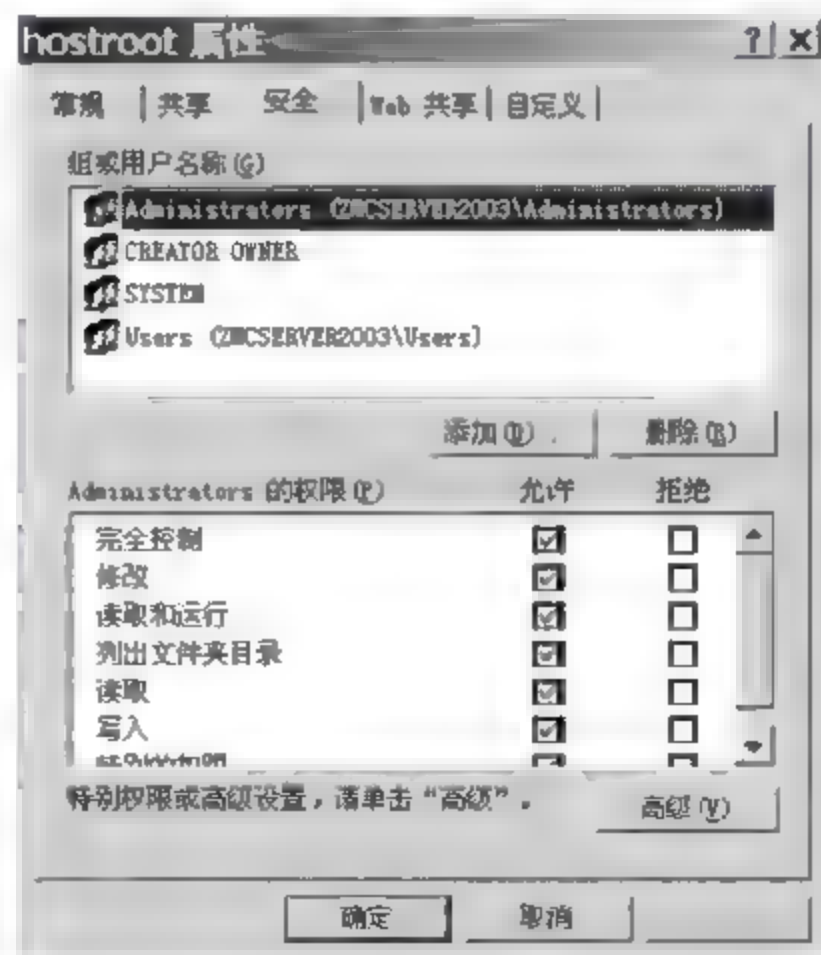 hostroot 属性
常规 共享 安全 Web 共享 自定义
组或用户名称(G)
Administrators (ZMCSERVER2003\Administrators)
CREATOR OWNER
SYSTEM
Users (ZMCSERVER2003\Users)
添加(D). 删除(R)
Administrators 的权限(P) 允许 拒绝
完全控制
修改
读取和运行
列出文件夹目录
读取
写入
特别权限或高级设置，请单击“高级”。
高级(V)
确定 取消